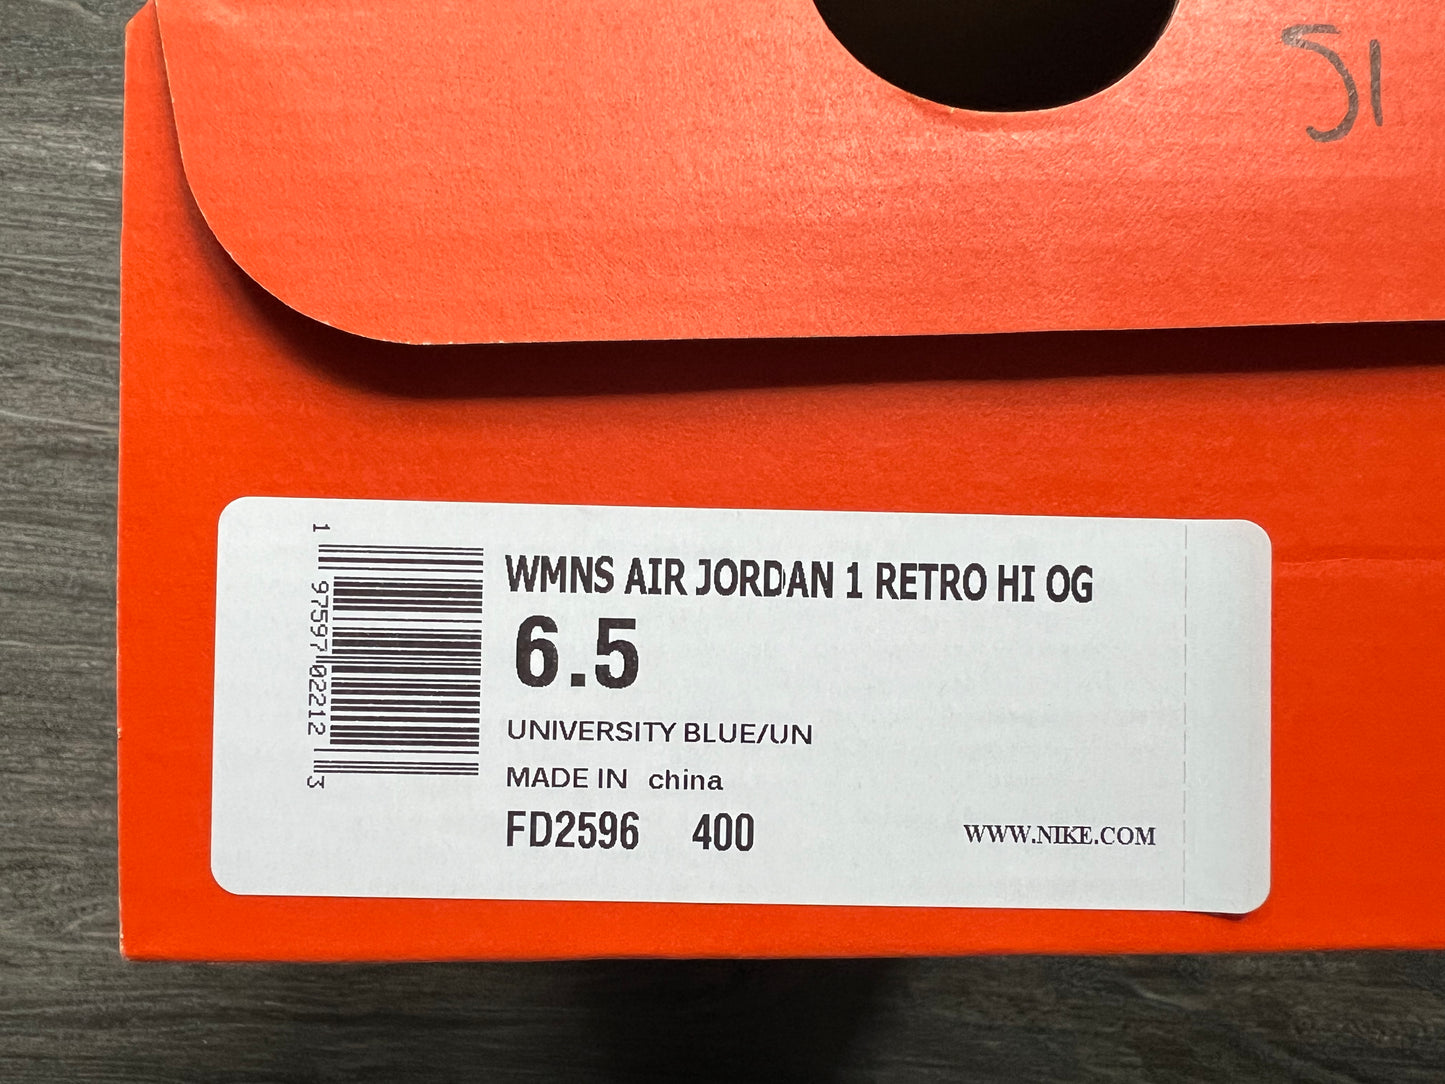 51
WMNS AIR JORDAN 1 RETRO HI OG
6.5
UNIVERSITY BLUE/UN
MADE IN china
FD2596 400
WWW.NIKE.COM
1 97597 02212 3